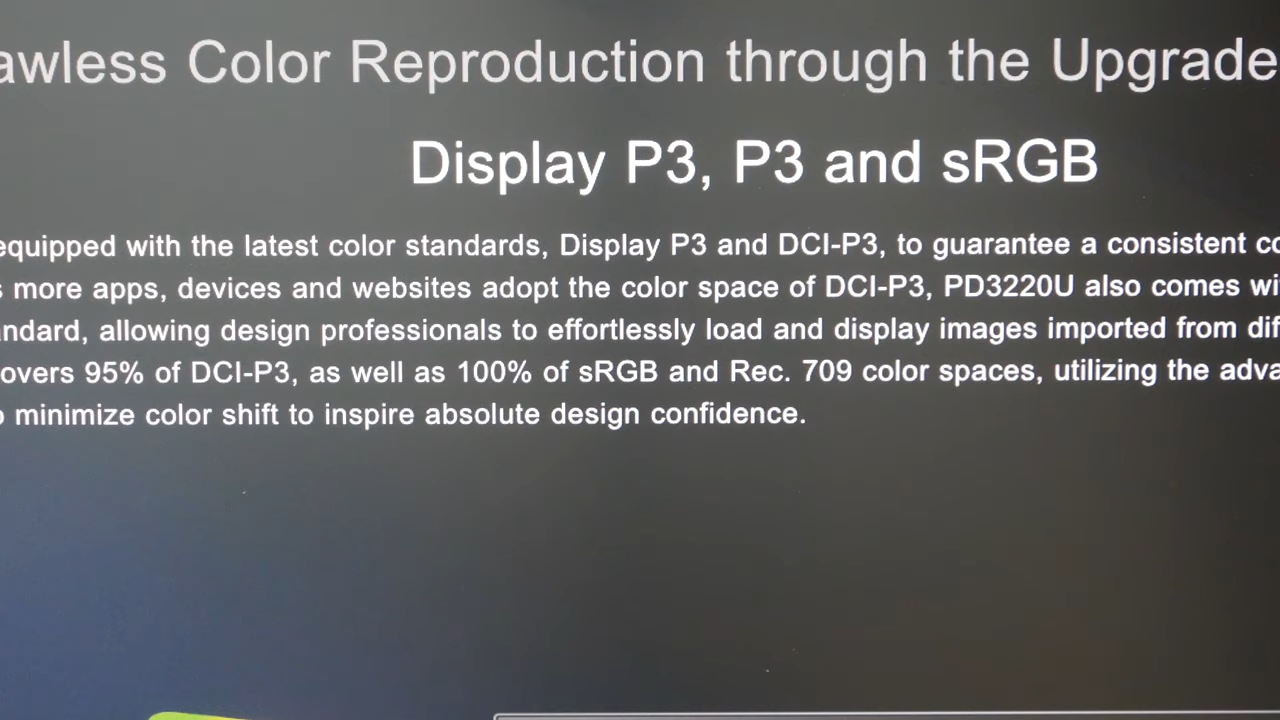 awless Color Reproduction through the Upgrade
Display P3, P3 and sRGB
equipped with the latest color standards, Display P3 and DCI-P3, to guarantee a consistent co
s more apps, devices and websites adopt the color space of DCI-P3, PD3220U also comes wi
ndard, allowing design professionals to effortlessly load and display images imported from dif
overs 95% of DCI-P3, as well as 100% of sRGB and Rec. 709 color spaces, utilizing the adva
o minimize color shift to inspire absolute design confidence.